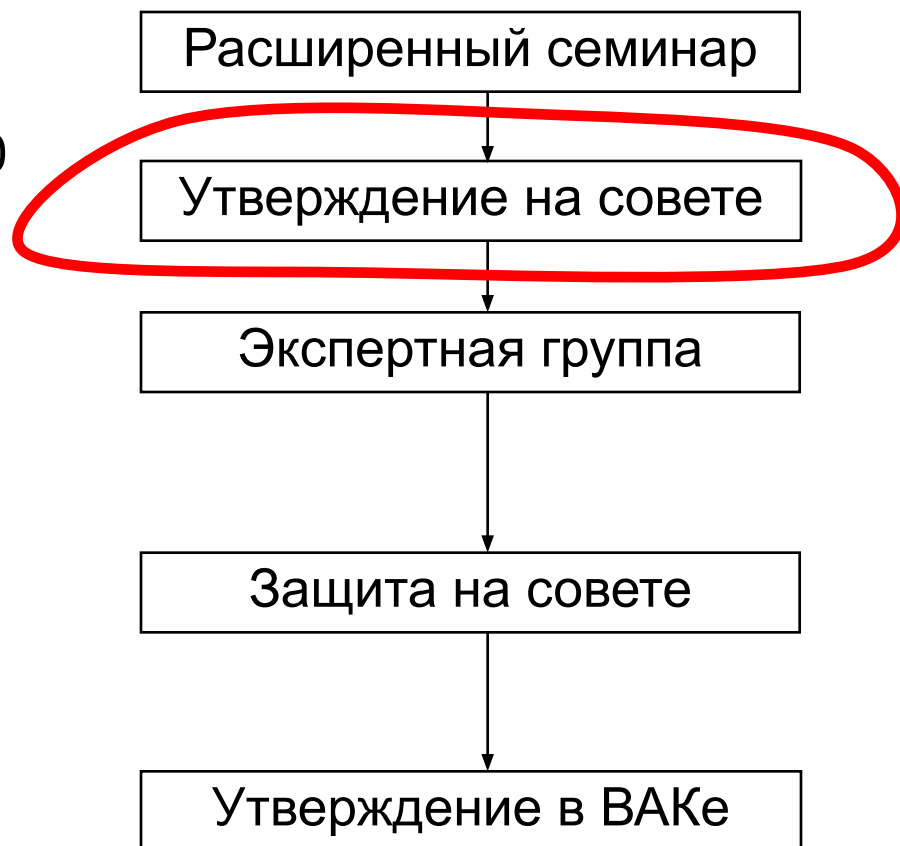 Расширенный семинар
Утверждение на совете
Экспертная группа
Защита на совете
Утверждение в ВАКе